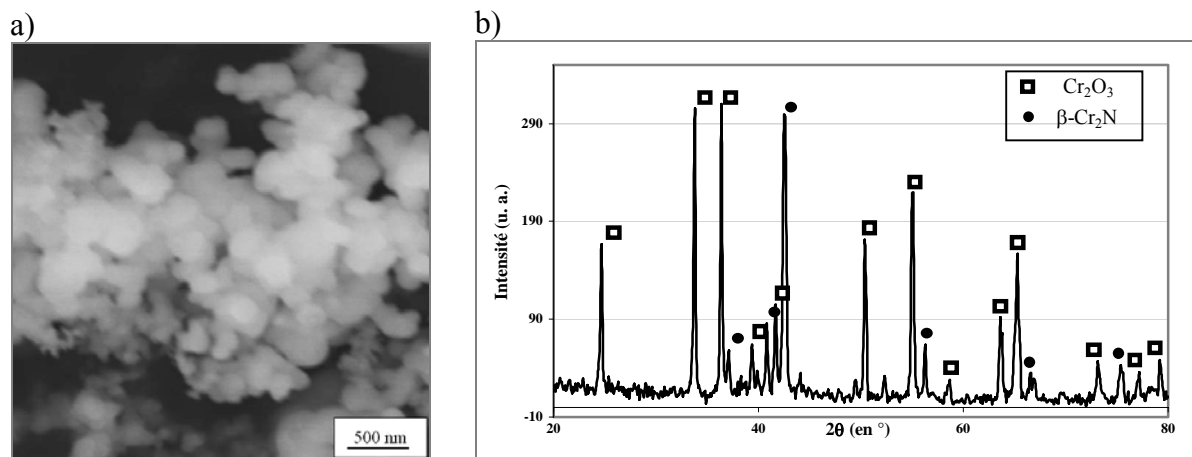 a)
b)
500 nm
Intensité (u. a.)
290
190
90
-10
20
40
60
80
2θ (en °)
Cr₂O₃
β-Cr₂N